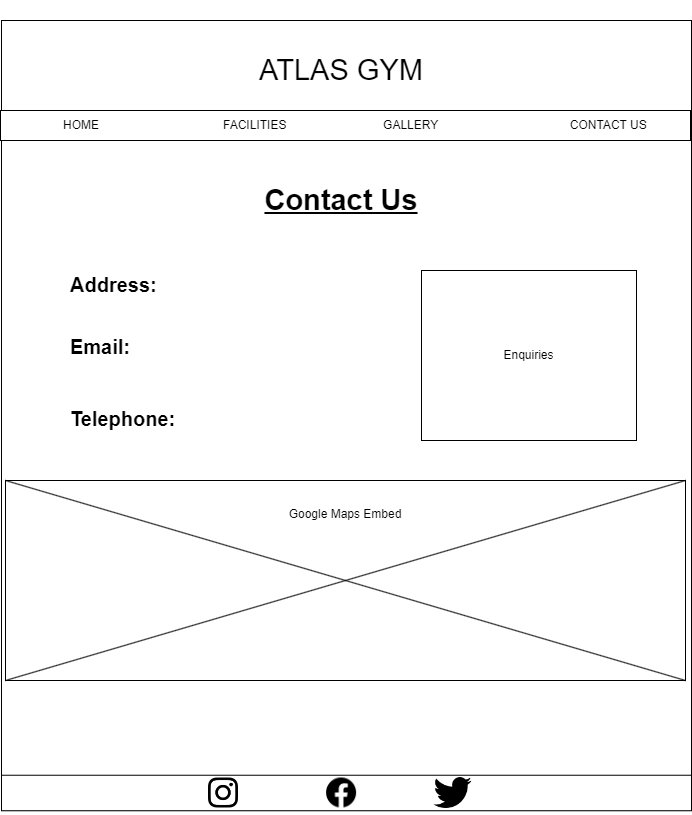 ATLAS GYM
HOME FACILITIES GALLERY CONTACT US
Contact Us
Address:
Email:
Enquiries
Telephone:
Google Maps Embed